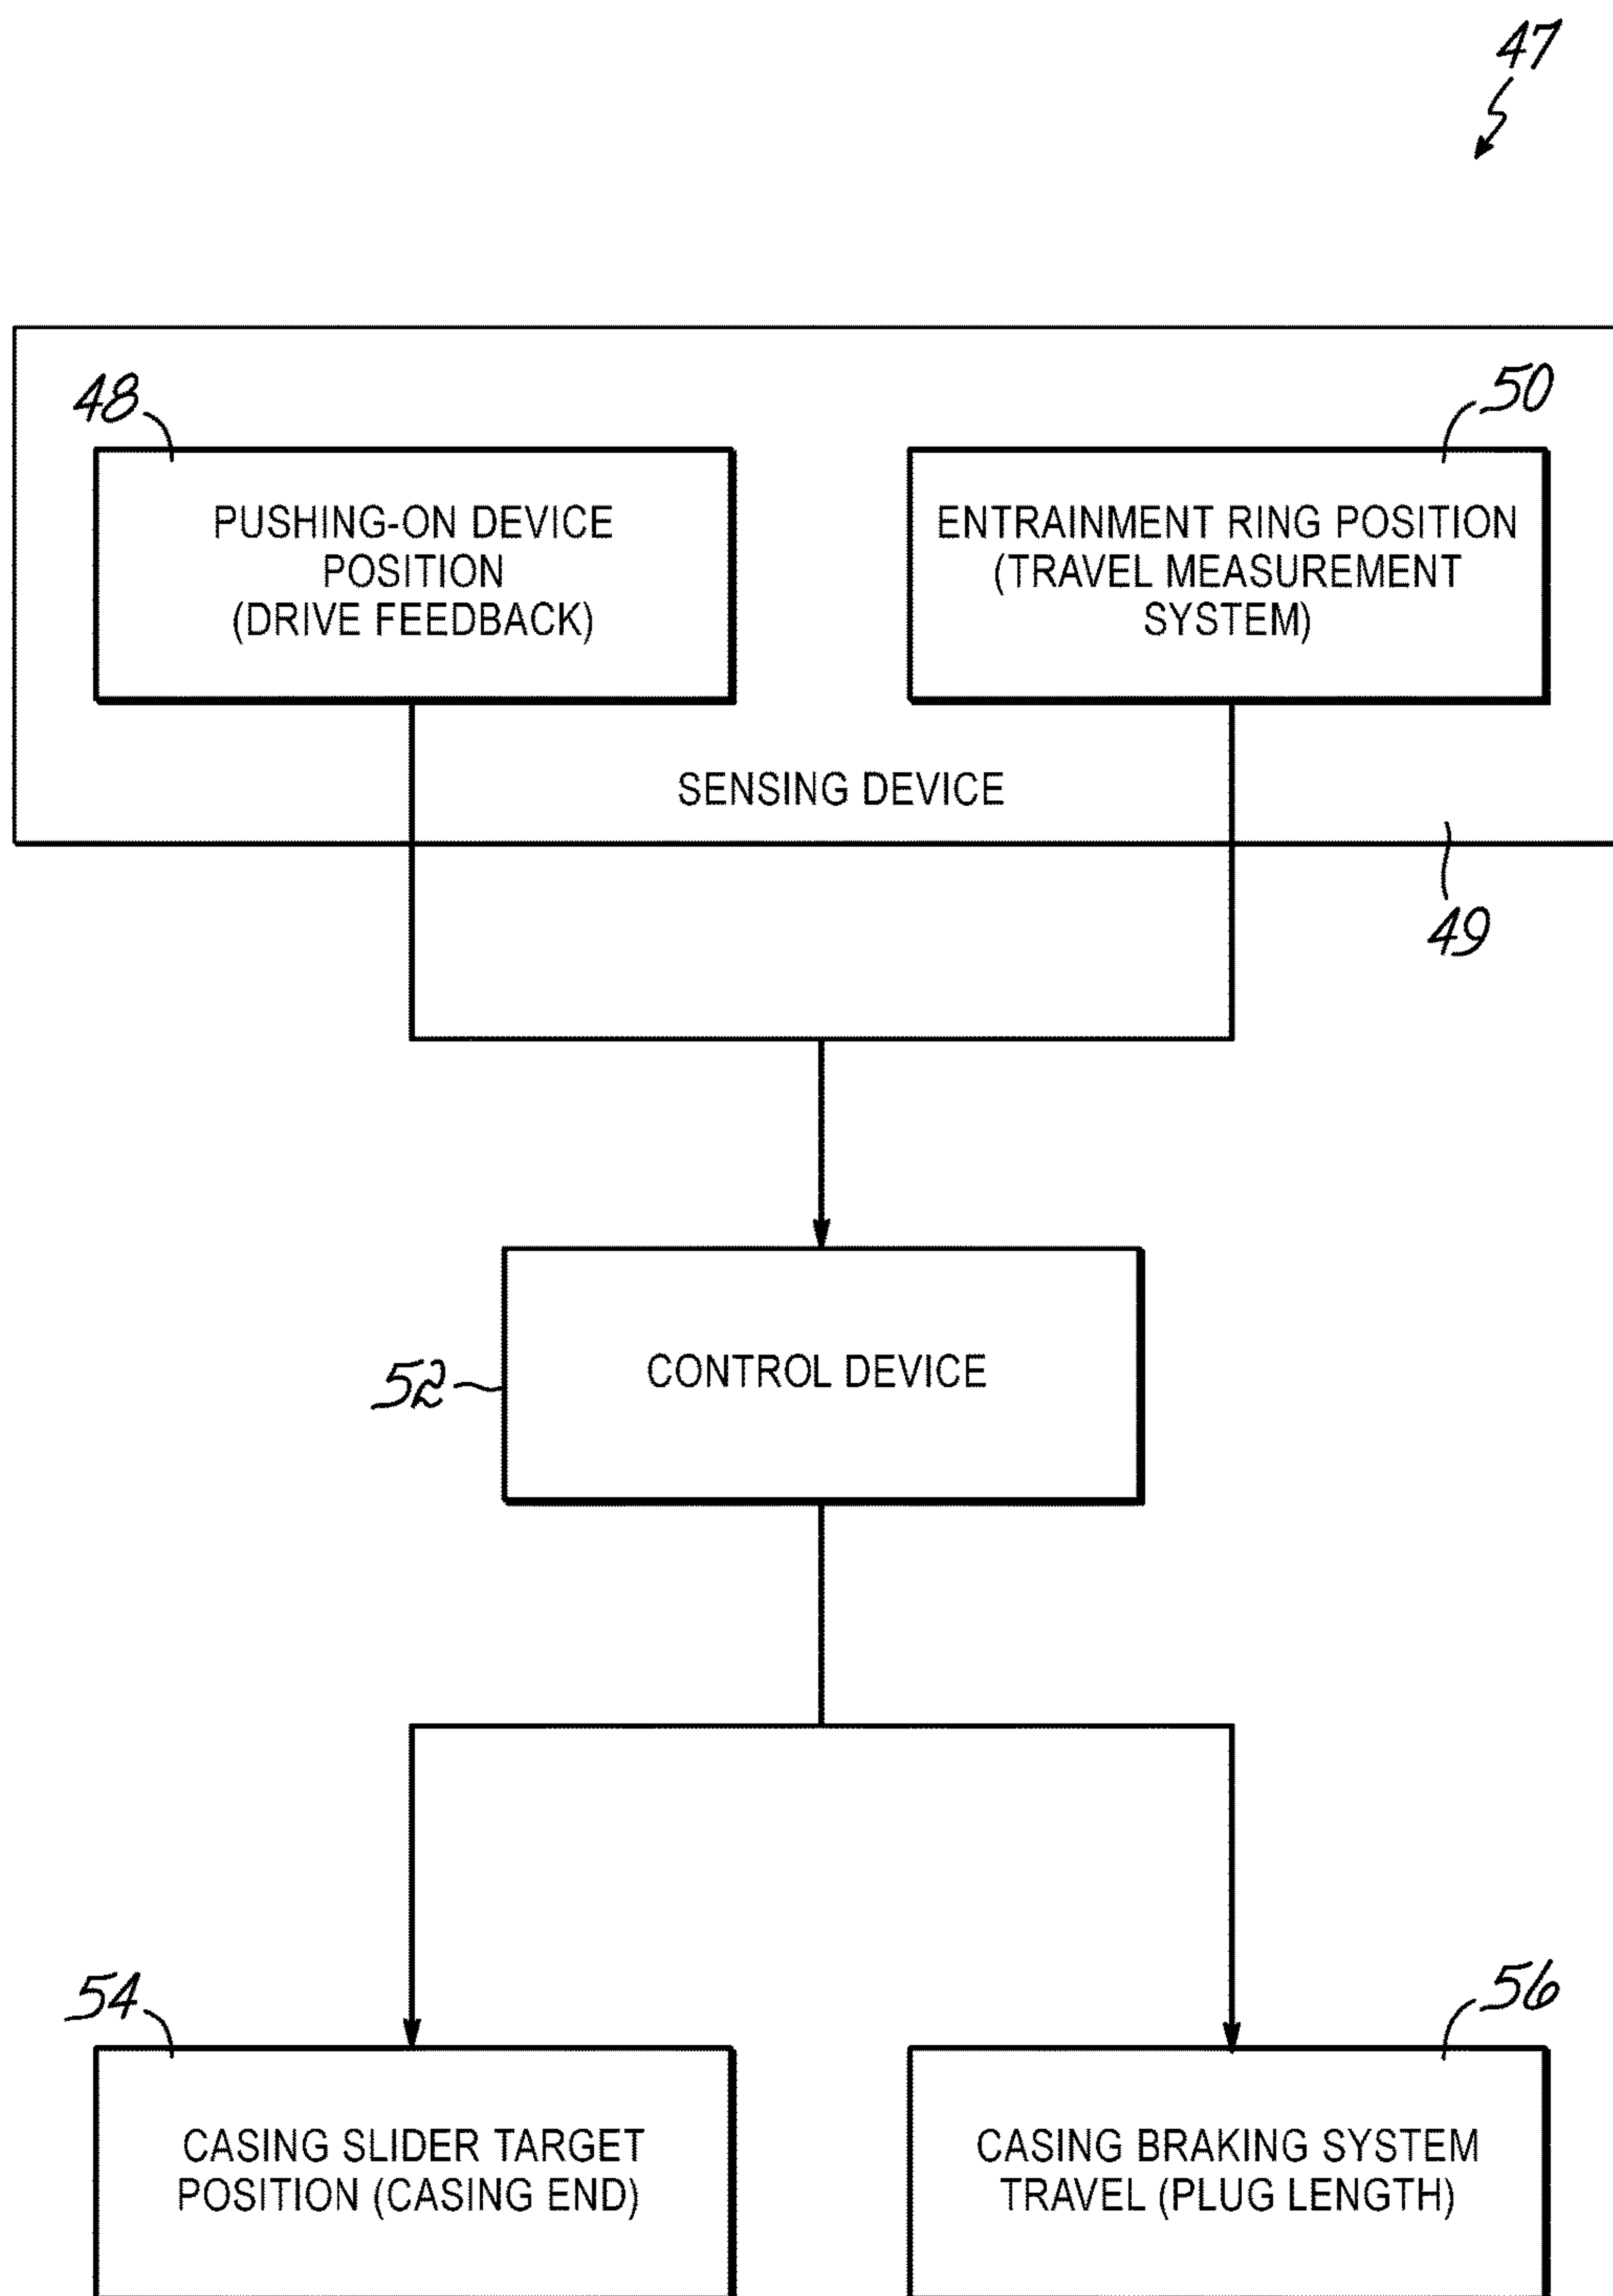 47
48
50
PUSHING-ON DEVICE
POSITION
(DRIVE FEEDBACK)
ENTRAINMENT RING POSITION
(TRAVEL MEASUREMENT
SYSTEM)
SENSING DEVICE
49
52
CONTROL DEVICE
54
56
CASING SLIDER TARGET
POSITION (CASING END)
CASING BRAKING SYSTEM
TRAVEL (PLUG LENGTH)